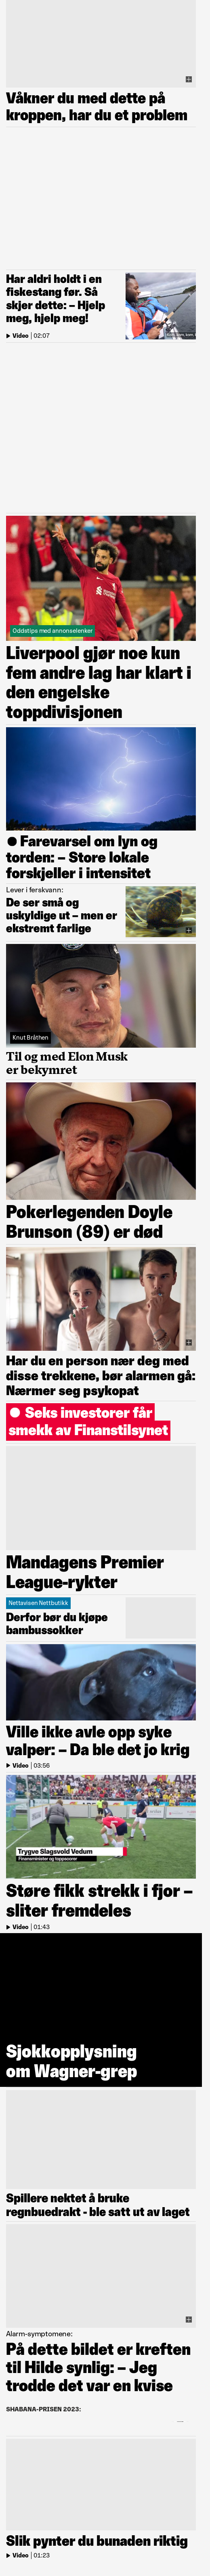 Våkner du med dette på
kroppen, har du et problem
Har aldri holdt i en
fiskestang før. Så
skjer dette: – Hjelp
meg, hjelp meg!
Video | 02:07
Oddstips med annonselenker
Liverpool gjør noe kun
fem andre lag har klart i
den engelske
toppdivisjonen
Farevarsel om lyn og
torden: – Store lokale
forskjeller i intensitet
Lever i ferskvann:
De ser små og
uskyldige ut – men er
ekstremt farlige
Knut Bråthen
Til og med Elon Musk
er bekymret
Pokerlegenden Doyle
Brunson (89) er død
Har du en person nær deg med
disse trekkene, bør alarmen gå:
Nærmer seg psykopat
Seks investorer får
smekk av Finanstilsynet
Mandagens Premier
League-rykter
Nettavisen Nettbutikk
Derfor bør du kjøpe
bambussokker
Ville ikke avle opp syke
valper: – Da ble det jo krig
Video | 03:56
Trygve Slagsvold Vedum
Finansminister og toppscorer
Støre fikk strekk i fjor –
sliter fremdeles
Video | 01:43
Sjokkopplysning
om Wagner-grep
Spillere nektet å bruke
regnbuedrakt - ble satt ut av laget
Alarm-symptomene:
På dette bildet er kreften
til Hilde synlig: – Jeg
trodde det var en kvise
SHABANA-PRISEN 2023:
Slik pynter du bunaden riktig
Video | 01:23